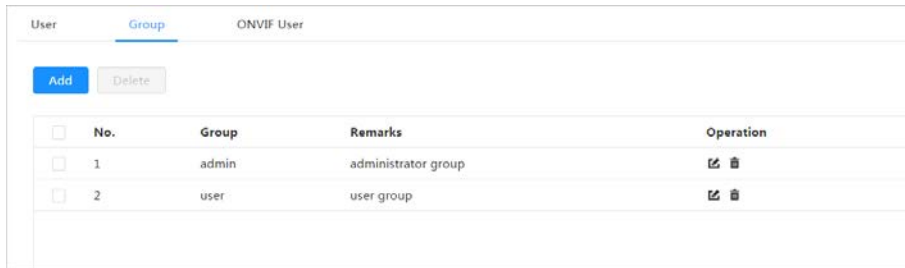 User Group ONVIF User
Add Delete
No. Group Remarks Operation
1 admin administrator group
2 user user group